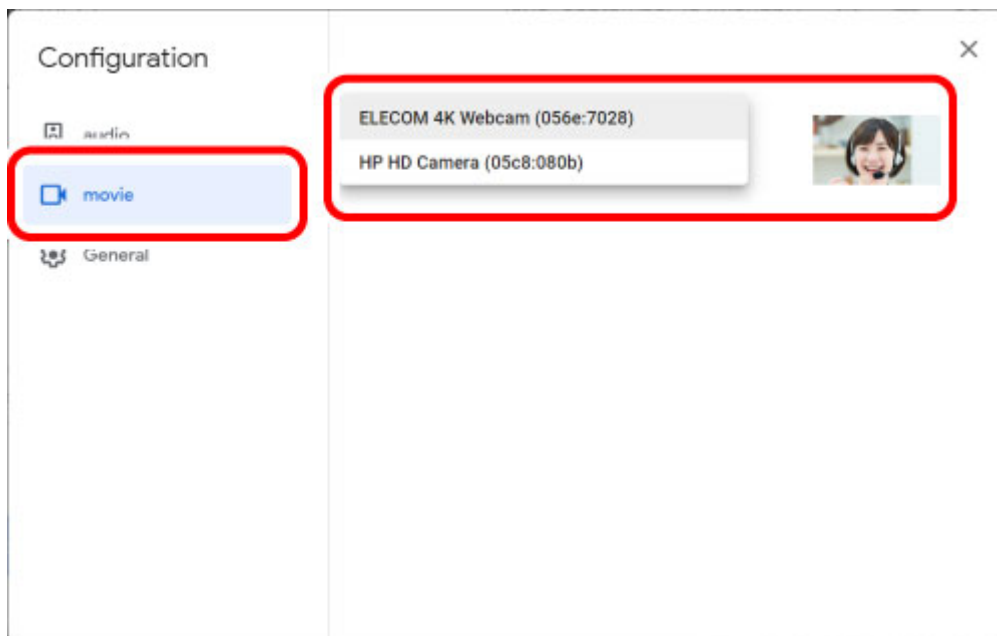 Configuration
audio
movie
General
ELECOM 4K Webcam (056e:7028)
HP HD Camera (05c8:080b)